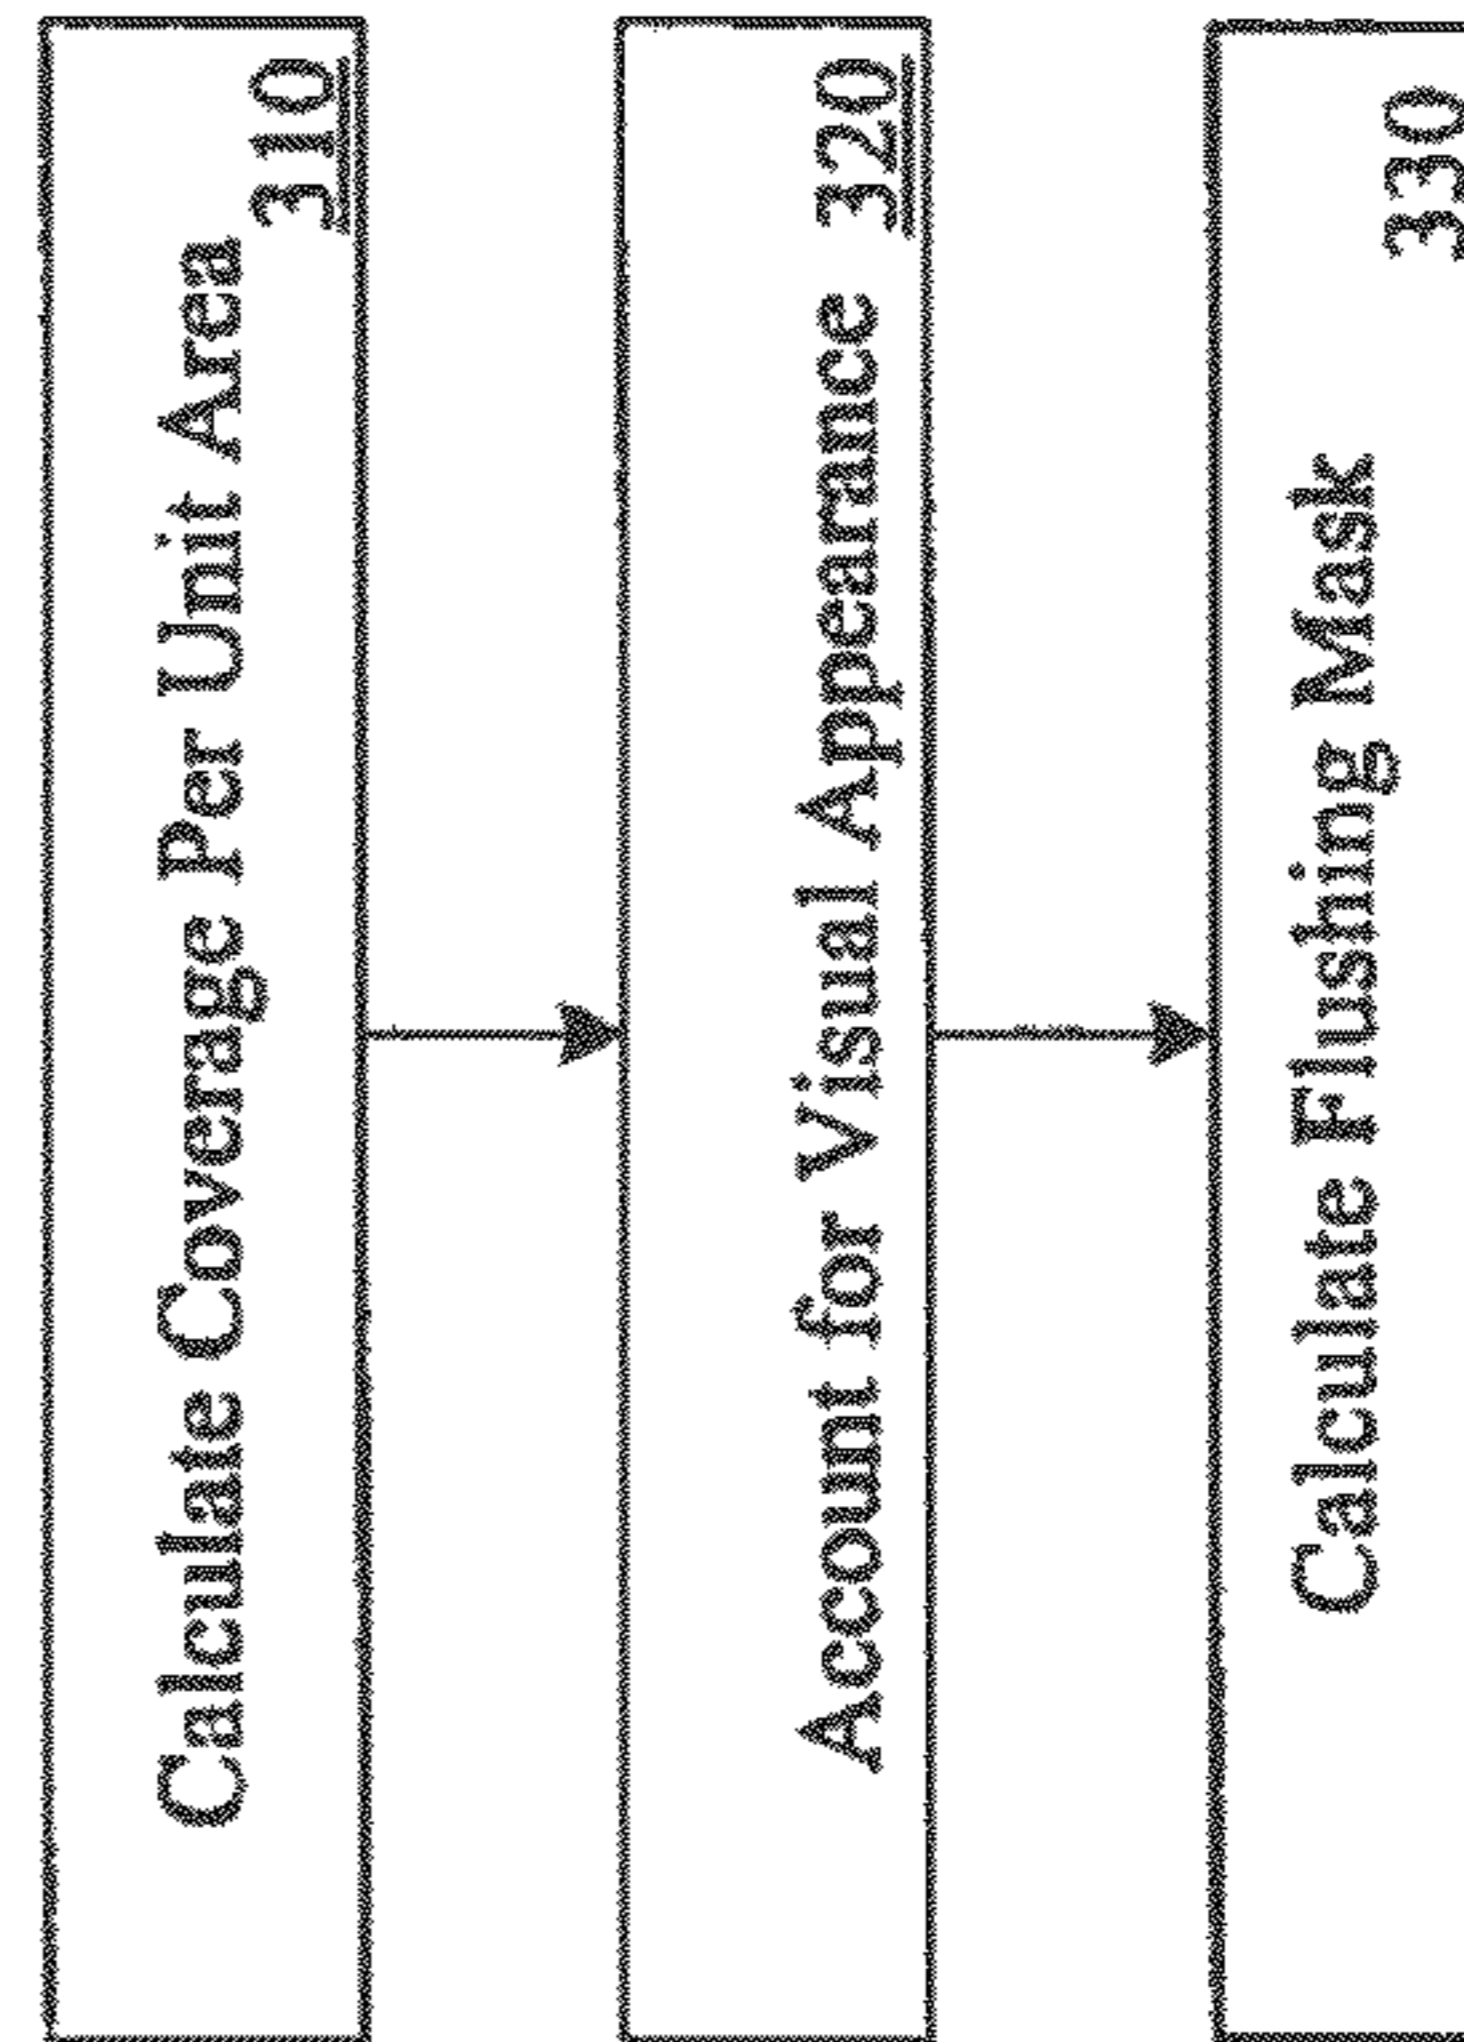 Calculate Coverage Per Unit Area
310
Account for Visual Appearance 320
Calculate Flushing Mask
330